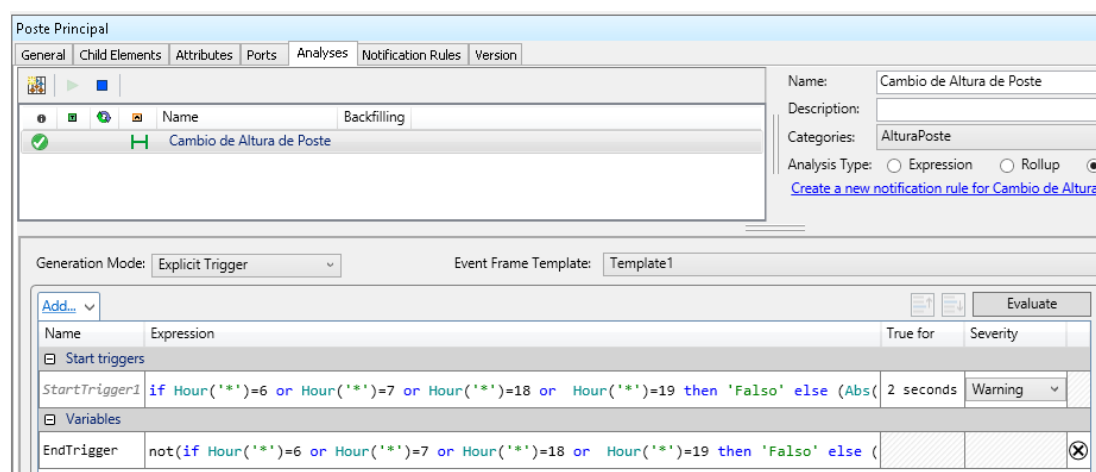 Poste Principal
General Child Elements Attributes Ports Analyses Notification Rules Version
Name: Cambio de Altura de Poste
Description:
Name Backfilling
Categories: AlturaPoste
Cambio de Altura de Poste
Analysis Type: Expression Rollup
Create a new notification rule for Cambio de Altura
Generation Mode: Explicit Trigger Event Frame Template: Template1
Add... Evaluate
Name Expression True for Severity
Start triggers
StartTrigger1 if Hour('*')=6 or Hour('*')=7 or Hour('*')=18 or  Hour('*')=19 then 'Falso' else (Abs( 2 seconds Warning
Variables
EndTrigger not(if Hour('*')=6 or Hour('*')=7 or Hour('*')=18 or  Hour('*')=19 then 'Falso' else (